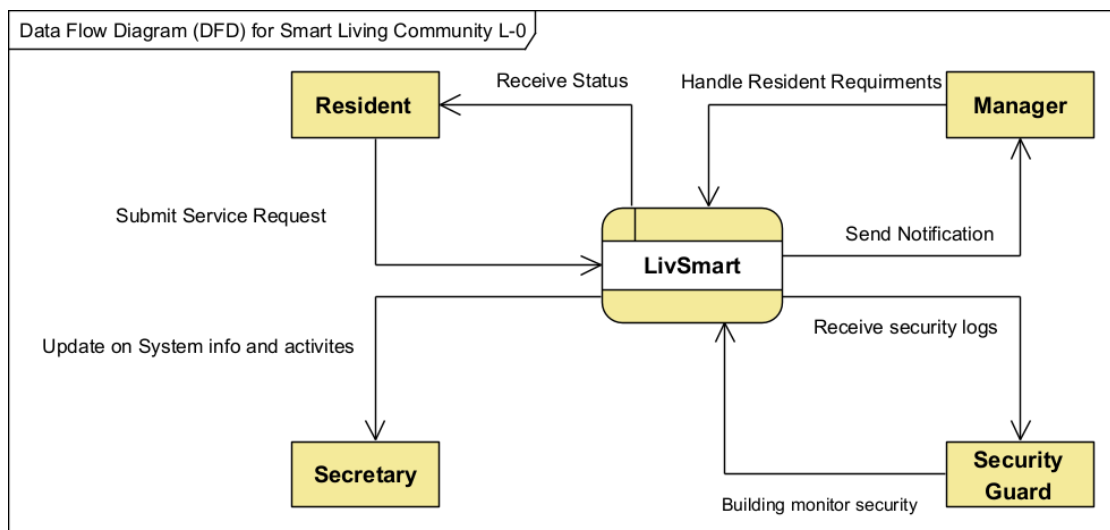 Data Flow Diagram (DFD) for Smart Living Community L-0
Receive Status
Handle Resident Requirments
Resident
Manager
Submit Service Request
Send Notification
LivSmart
Receive security logs
Update on System info and activites
Secretary
Security
Guard
Building monitor security